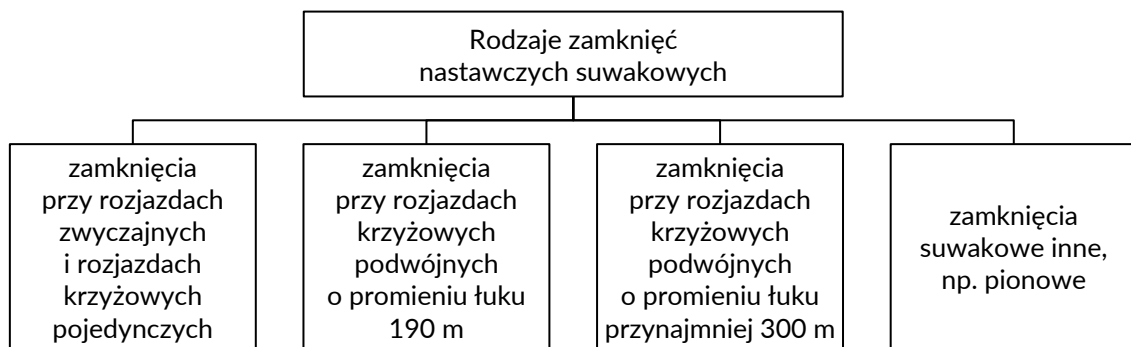 Rodzaje zamknięć
nastawczych suwakowych
zamknięcia
przy rozjazdach
zwyczajnych
i rozjazdach
krzyżowych
pojedynczych
zamknięcia
przy rozjazdach
krzyżowych
podwójnych
o promieniu łuku
190 m
zamknięcia
przy rozjazdach
krzyżowych
podwójnych
o promieniu łuku
przynajmniej 300 m
zamknięcia
suwakowe inne,
np. pionowe